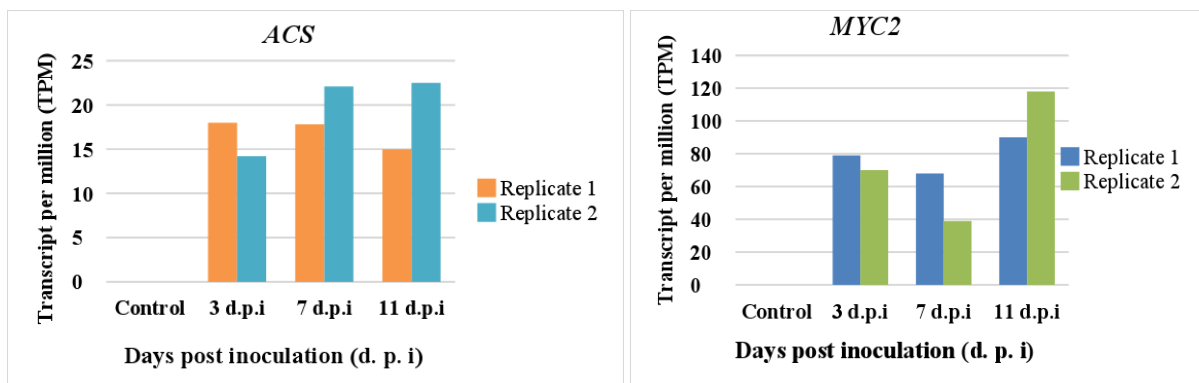 ACS
Transcript per million (TPM)
25
20
15
10
5
0
Control 3 d.p.i 7 d.p.i 11 d.p.i
Days post inoculation (d. p. i)
Replicate 1
Replicate 2
MYC2
Transcript per million (TPM)
140
120
100
80
60
40
20
0
Control 3 d.p.i 7 d.p.i 11 d.p.i
Days post inoculation (d. p. i)
Replicate 1
Replicate 2